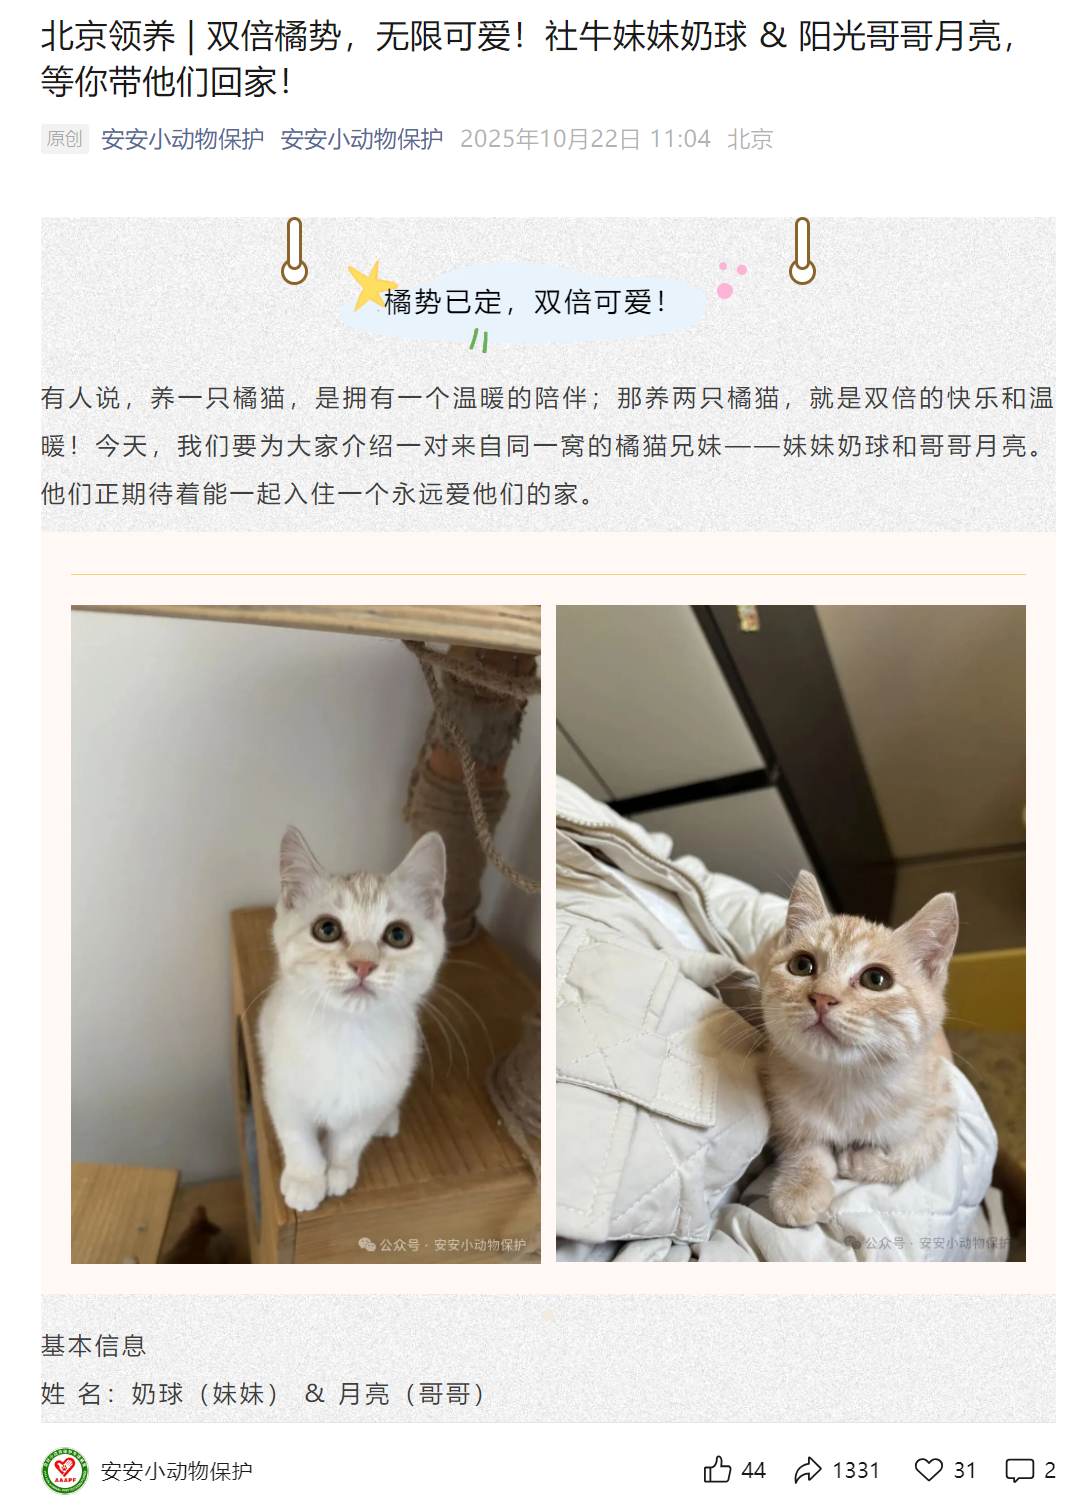 北京领养 | 双倍橘势，无限可爱！社牛妹妹奶球 & 阳光哥哥月亮，
等你带他们回家！
原创 安安小动物保护 安安小动物保护 2025年10月22日 11:04 北京
橘势已定，双倍可爱！
有人说，养一只橘猫，是拥有一个温暖的陪伴；那养两只橘猫，就是双倍的快乐和温
暖！今天，我们要为大家介绍一对来自同一窝的橘猫兄妹——妹妹奶球和哥哥月亮。
他们正期待着能一起入住一个永远爱他们的家。
公众号 · 安安小动物保护
公众号 · 安安小动物保护
基本信息
姓 名：奶球（妹妹） & 月亮（哥哥）
AAAPF
安安小动物保护 44 1331 31 2